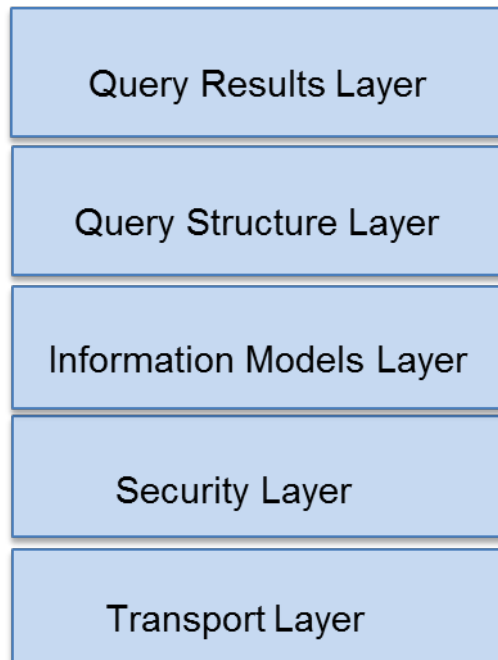 Query Results Layer
Query Structure Layer
Information Models Layer
Security Layer
Transport Layer